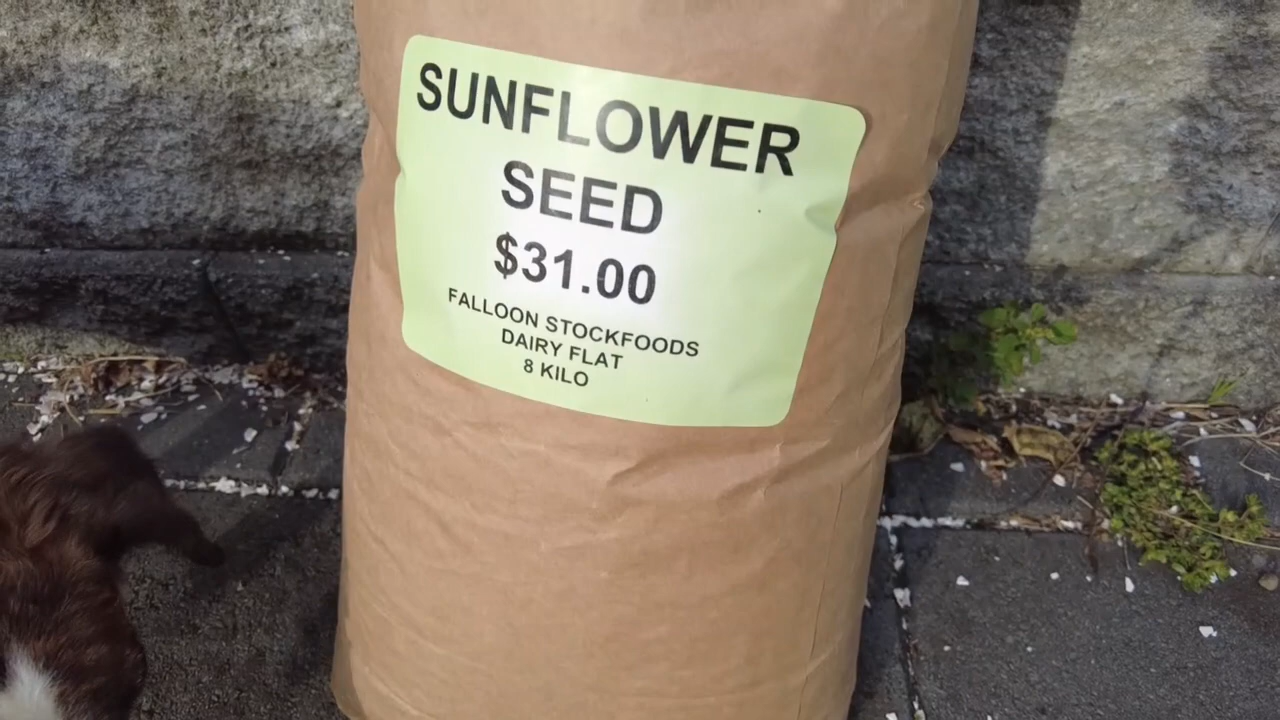 SUNFLOWER
SEED
$31.00
FALLOON STOCKFOODS
DAIRY FLAT
8 KILO